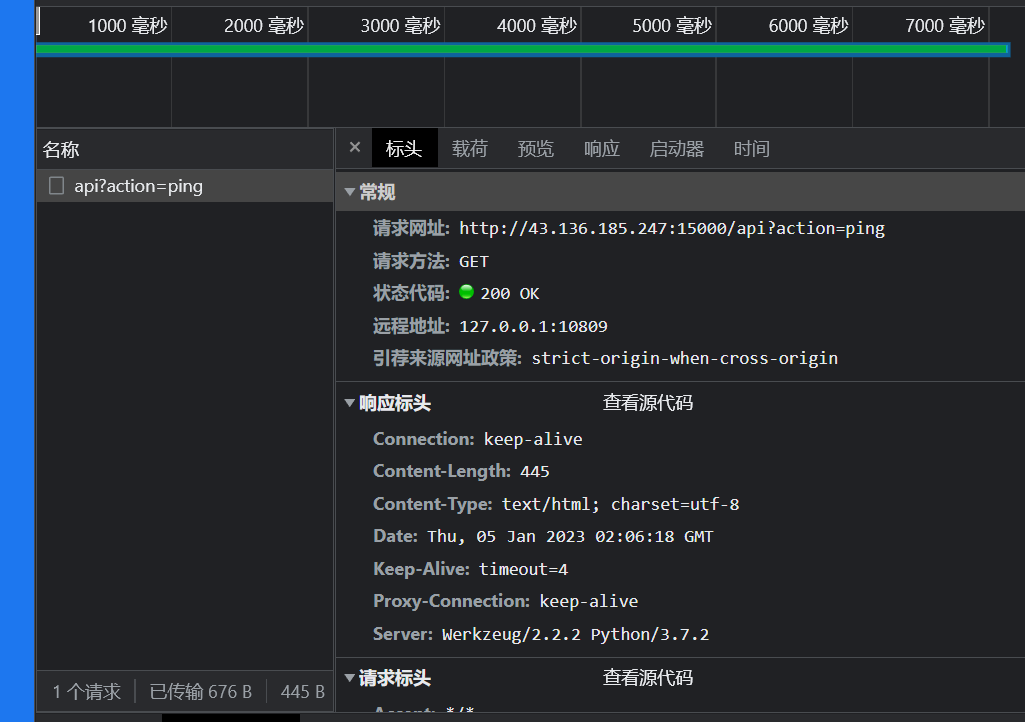 1000 毫秒 2000 毫秒 3000 毫秒 4000 毫秒 5000 毫秒 6000 毫秒 7000 毫秒
名称
api?action=ping
1 个请求 已传输 676 B 445 B
× 标头 载荷 预览 响应 启动器 时间
常规
请求网址: http://43.136.185.247:15000/api?action=ping
请求方法: GET
状态代码: 200 OK
远程地址: 127.0.0.1:10809
引荐来源网址政策: strict-origin-when-cross-origin
响应标头 查看源代码
Connection: keep-alive
Content-Length: 445
Content-Type: text/html; charset=utf-8
Date: Thu, 05 Jan 2023 02:06:18 GMT
Keep-Alive: timeout=4
Proxy-Connection: keep-alive
Server: Werkzeug/2.2.2 Python/3.7.2
请求标头 查看源代码
Accept: */*